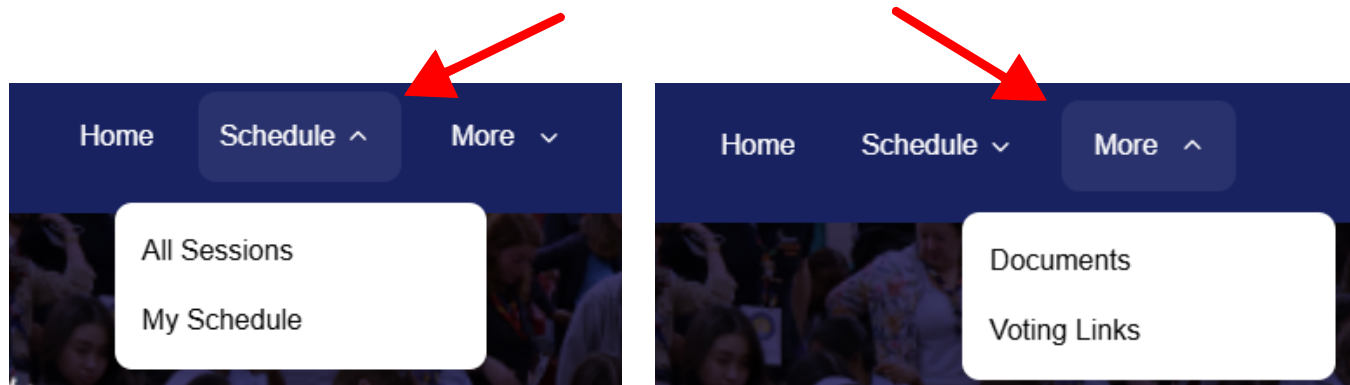 Home Schedule More
All Sessions
My Schedule
Home Schedule More
Documents
Voting Links